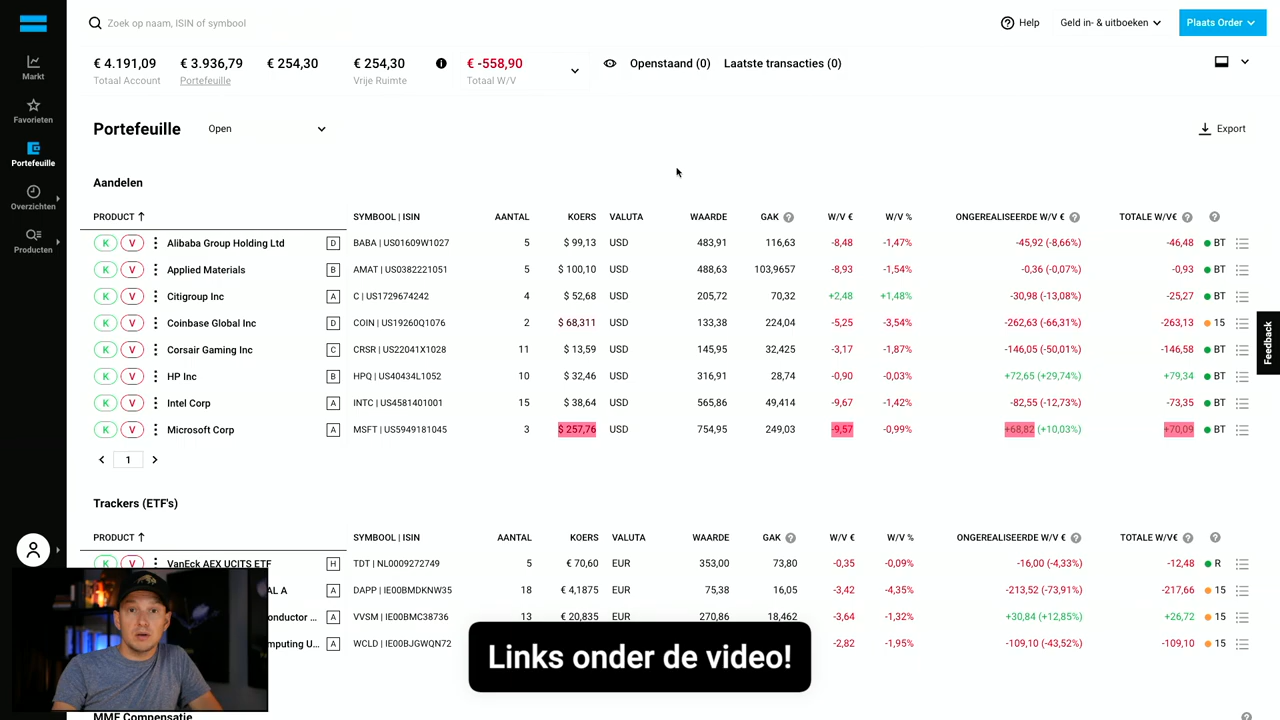 Zoek op naam, ISIN of symbool
Help
Geld in- & uitboeken
Plaats Order
€ 4.191,09
Totaal Account
€ 3.936,79
Portefeuille
€ 254,30
€ 254,30
Vrije Ruimte
€ -558,90
Totaal W/V
Openstaand (0)
Laatste transacties (0)
Markt
Favorieten
Portefeuille
Overzichten
Producten
Portefeuille
Open
Export
Aandelen
PRODUCT SYMBOOL | ISIN AANTAL KOERS VALUTA WAARDE GAK W/V € W/V % ONGEREALISEERDE W/V € TOTALE W/V€
K V Alibaba Group Holding Ltd D BABA | US01609W1027 5 $ 99,13 USD 483,91 116,63 -8,48 -1,47% -45,92 (-8,66%) -46,48 BT
K V Applied Materials B AMAT | US0382221051 5 $ 100,10 USD 488,63 103,9657 -8,93 -1,54% -0,36 (-0,07%) -0,93 BT
K V Citigroup Inc A C | US1729674242 4 $ 52,68 USD 205,72 70,32 +2,48 +1,48% -30,98 (-13,08%) -25,27 BT
K V Coinbase Global Inc D COIN | US19260Q1076 2 $ 68,311 USD 133,38 224,04 -5,25 -3,54% -262,63 (-66,31%) -263,13 15
K V Corsair Gaming Inc C CRSR | US22041X1028 11 $ 13,59 USD 145,95 32,425 -3,17 -1,87% -146,05 (-50,01%) -146,58 BT
K V HP Inc B HPQ | US40434L1052 10 $ 32,46 USD 316,91 28,74 -0,90 -0,03% +72,65 (+29,74%) +79,34 BT
K V Intel Corp A INTC | US4581401001 15 $ 38,64 USD 565,86 49,414 -9,67 -1,42% -82,55 (-12,73%) -73,35 BT
K V Microsoft Corp A MSFT | US5949181045 3 $ 257,76 USD 754,95 249,03 -9,57 -0,99% +68,82 (+10,03%) +70,09 BT
1
Feedback
Trackers (ETF's)
PRODUCT SYMBOOL | ISIN AANTAL KOERS VALUTA WAARDE GAK W/V € W/V % ONGEREALISEERDE W/V € TOTALE W/V€
K V VanEck AEX UCITS ETF H TDT | NL0009272749 5 € 70,60 EUR 353,00 73,80 -0,35 -0,09% -16,00 (-4,33%) -12,48 R
AL A A DAPP | IE00BMDKNW35 18 € 4,1875 EUR 75,38 16,05 -3,42 -4,35% -213,52 (-73,91%) -217,66 15
onductor ... A VVSM | IE00BMC38736 13 € 20,835 EUR 270,86 18,462 -3,64 -1,32% +30,84 (+12,85%) +26,72 15
mputing U... A WCLD | IE00BJGWQN72 -2,82 -1,95% -109,10 (-43,52%) -109,10 15
Links onder de video!
MMF Compensatie